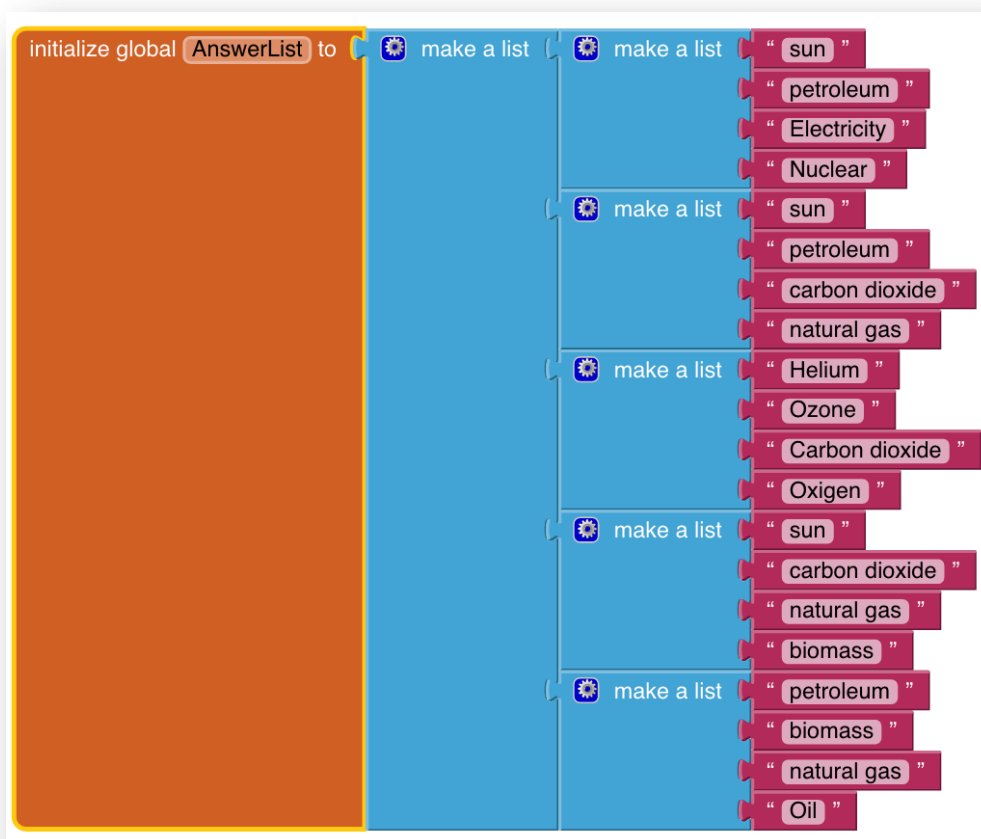 initialize global AnswerList to make a list make a list “ sun ”
“ petroleum ”
“ Electricity ”
“ Nuclear ”
make a list “ sun ”
“ petroleum ”
“ carbon dioxide ”
“ natural gas ”
make a list “ Helium ”
“ Ozone ”
“ Carbon dioxide ”
“ Oxigen ”
make a list “ sun ”
“ carbon dioxide ”
“ natural gas ”
“ biomass ”
make a list “ petroleum ”
“ biomass ”
“ natural gas ”
“ Oil ”